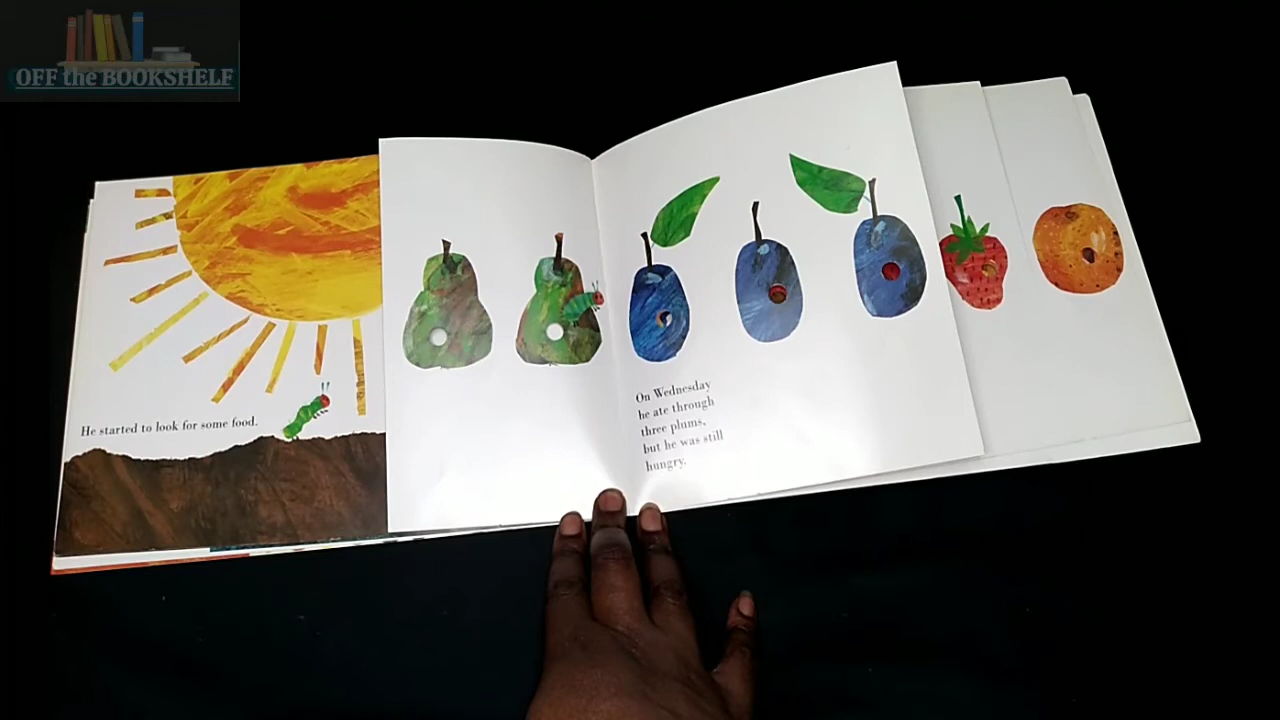 OFF the BOOKSHELF
He started to look for some food.
On Wednesday
he ate through
three plums,
but he was still
hungry.